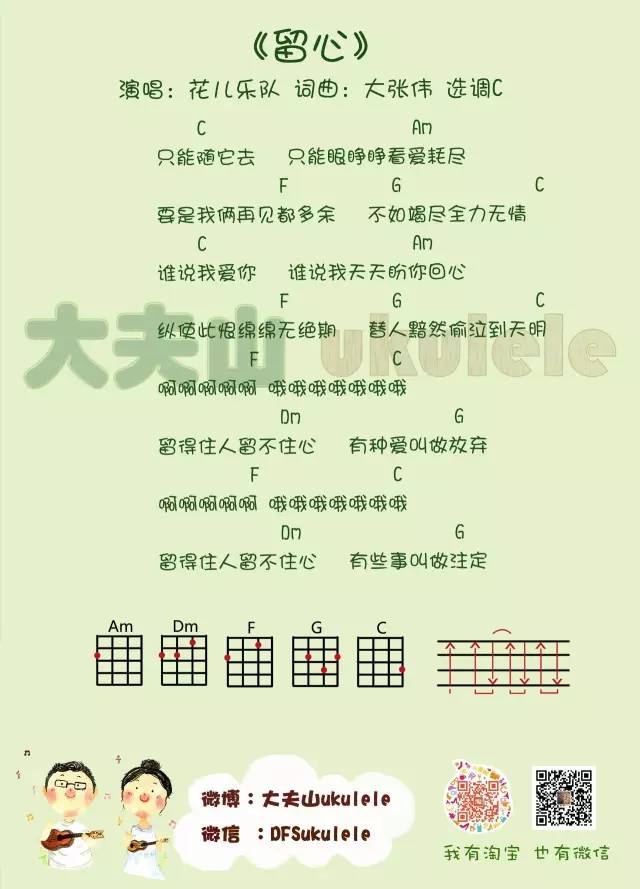 《留心》
演唱：花儿乐队 词曲：大张伟 选调C
C Am
只能随它去 只能眼睁睁看爱耗尽
F G C
要是我俩再见都多余 不如竭尽全力无情
C Am
谁说我爱你 谁说我天天盼你回心
F G C
纵使此恨绵绵无绝期 替人黯然偷泣到天明
大夫山 ukulele
F C
啊啊啊啊啊 哦哦哦哦哦哦哦
Dm G
留得住人留不住心 有种爱叫做放弃
F C
啊啊啊啊啊 哦哦哦哦哦哦哦
Dm G
留得住人留不住心 有些事叫做注定
Am Dm F G C
微博：大夫山ukulele
微信 ：DFSukulele
我有淘宝 也有微信